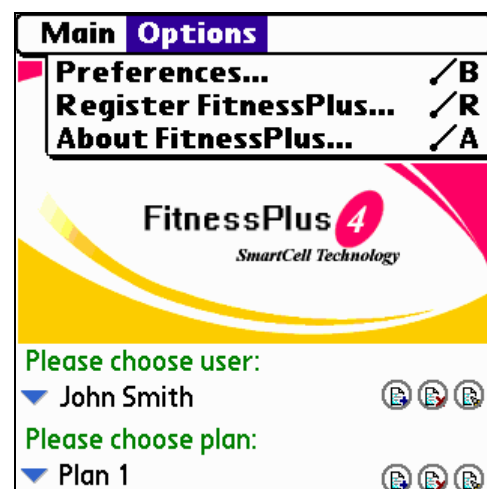 Main Options
Preferences... /B
Register FitnessPlus... /R
About FitnessPlus... /A
FitnessPlus 4
SmartCell Technology
Please choose user:
John Smith
Please choose plan:
Plan 1